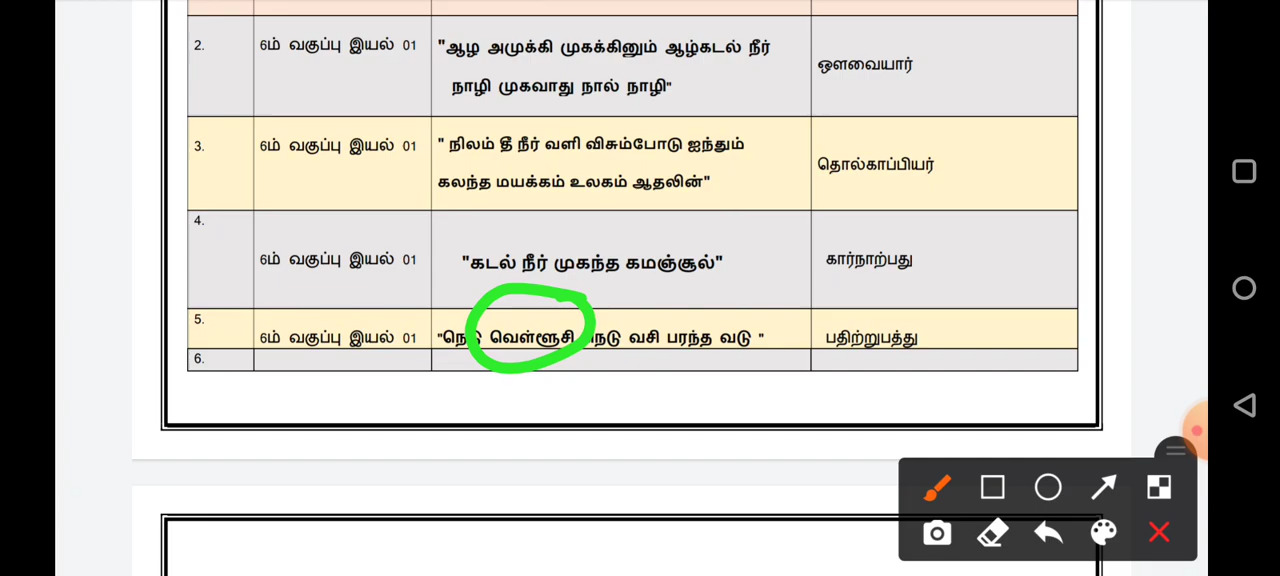 2. 6ம் வகுப்பு இயல் 01 "ஆழ அமுக்கி முகக்கினும் ஆழ்கடல் நீர் ஔவையார்
நாழி முகவாது நால் நாழி"
3. 6ம் வகுப்பு இயல் 01 " நிலம் தீ நீர் வளி விசும்போடு ஐந்தும் தொல்காப்பியர்
கலந்த மயக்கம் உலகம் ஆதலின்"
4. 6ம் வகுப்பு இயல் 01 "கடல் நீர் முகந்த கமஞ்சூல்" கார்நாற்பது
5. 6ம் வகுப்பு இயல் 01 "நெடு வெள்ளூசி நெடு வசி பரந்த வடு " பதிற்றுபத்து
6.